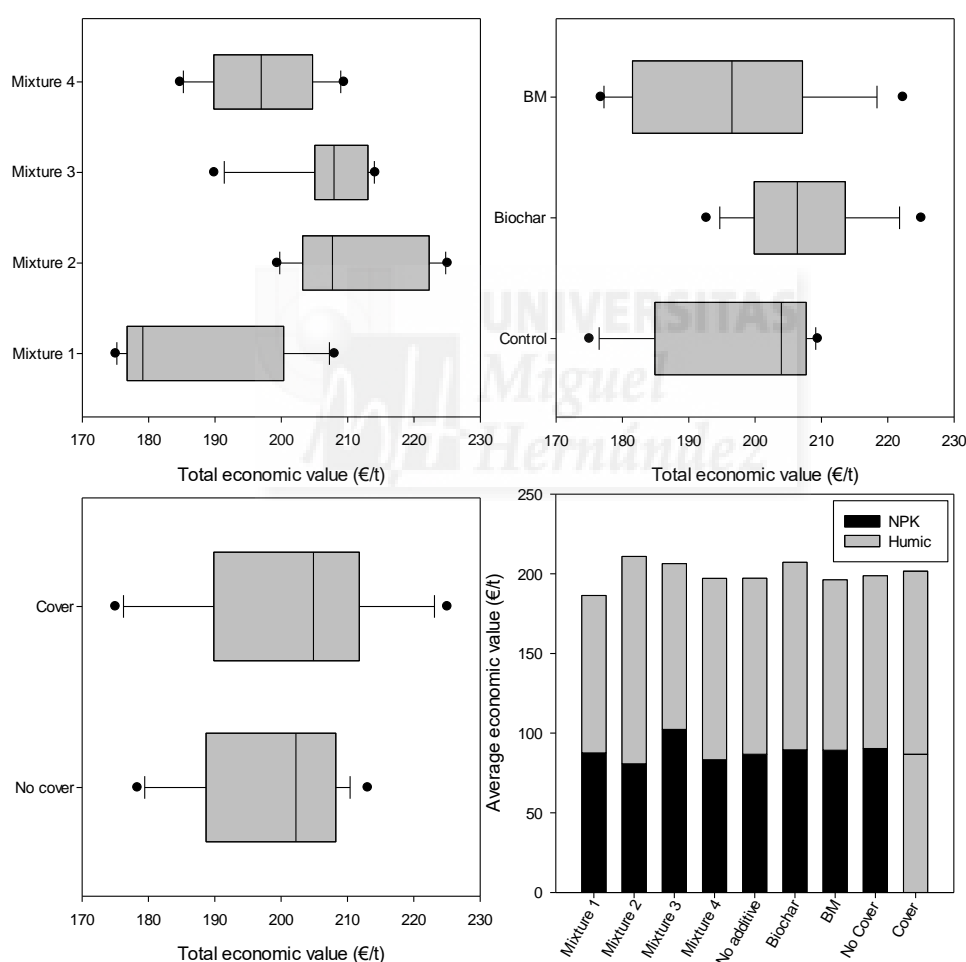 Mixture 4
Mixture 3
Mixture 2
Mixture 1
170 180 190 200 210 220 230
Total economic value (€/t)
BM
Biochar
Control
170 180 190 200 210 220 230
Total economic value (€/t)
UNIVERSITAS
Miguel
Hernández
Cover
No cover
170 180 190 200 210 220 230
Total economic value (€/t)
Average economic value (€/t)
250
200
150
100
50
0
NPK
Humic
Mixture 1
Mixture 2
Mixture 3
Mixture 4
No additive
Biochar
BM
No Cover
Cover